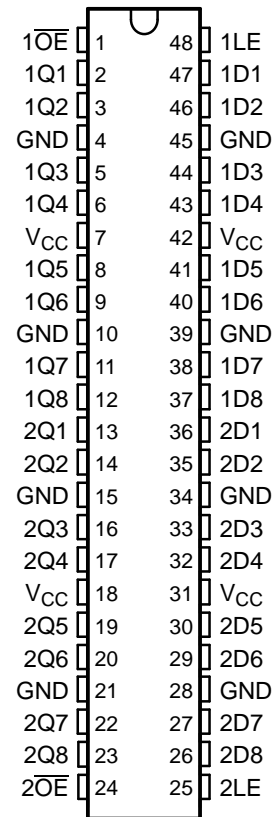 1O̅E̅ 1 48 1LE
1Q1 2 47 1D1
1Q2 3 46 1D2
GND 4 45 GND
1Q3 5 44 1D3
1Q4 6 43 1D4
VCC 7 42 VCC
1Q5 8 41 1D5
1Q6 9 40 1D6
GND 10 39 GND
1Q7 11 38 1D7
1Q8 12 37 1D8
2Q1 13 36 2D1
2Q2 14 35 2D2
GND 15 34 GND
2Q3 16 33 2D3
2Q4 17 32 2D4
VCC 18 31 VCC
2Q5 19 30 2D5
2Q6 20 29 2D6
GND 21 28 GND
2Q7 22 27 2D7
2Q8 23 26 2D8
2O̅E̅ 24 25 2LE